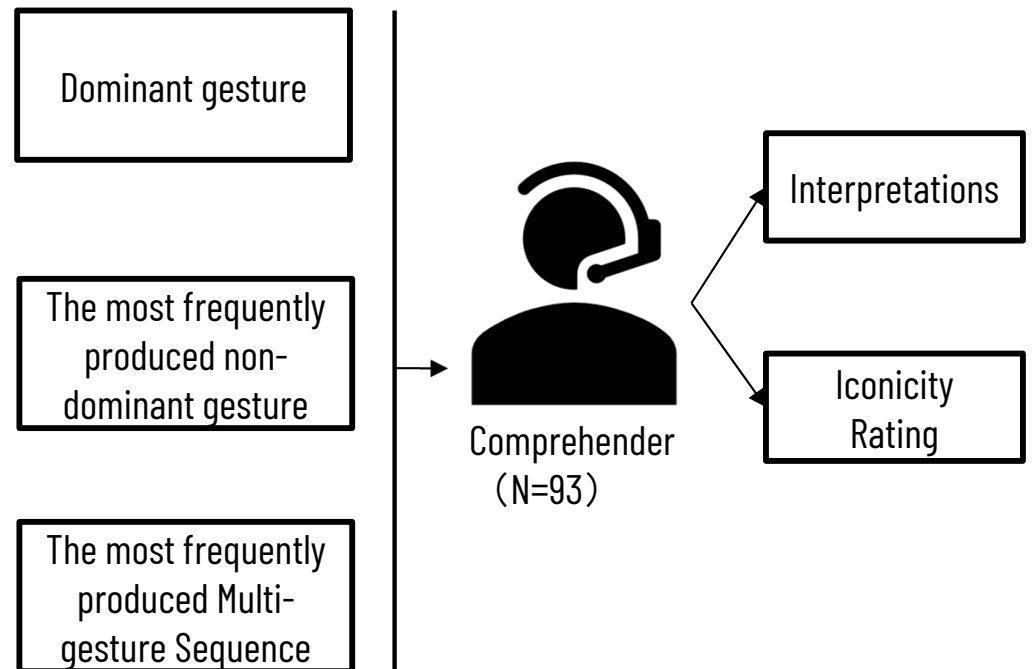 Dominant gesture
The most frequently
produced non-
dominant gesture
The most frequently
produced Multi-
gesture Sequence
Comprehender
（N=93）
Interpretations
Iconicity
Rating